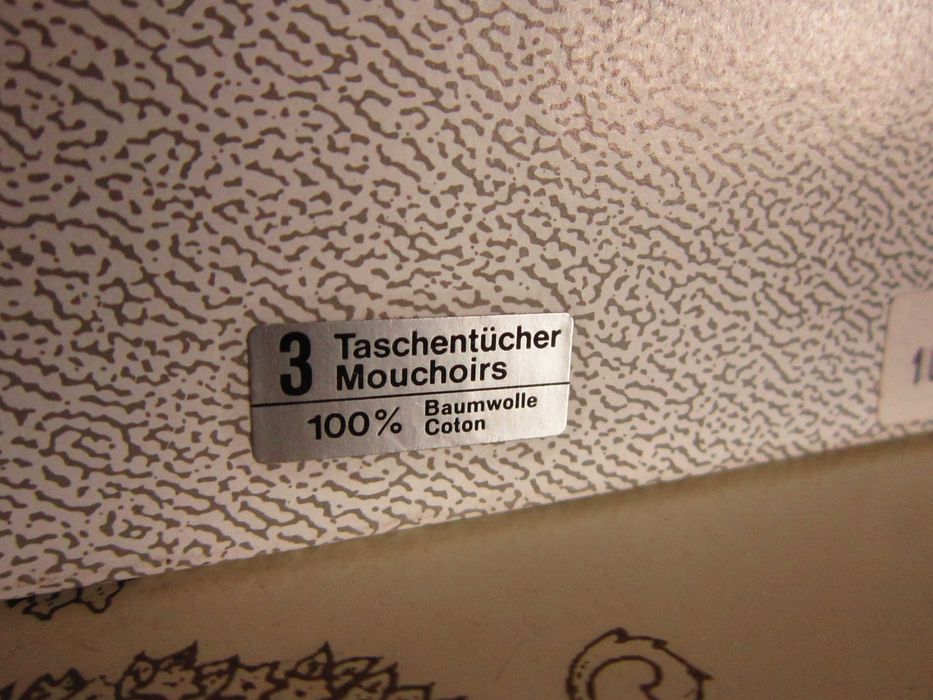 3 Taschentücher
Mouchoirs
100% Baumwolle
Coton